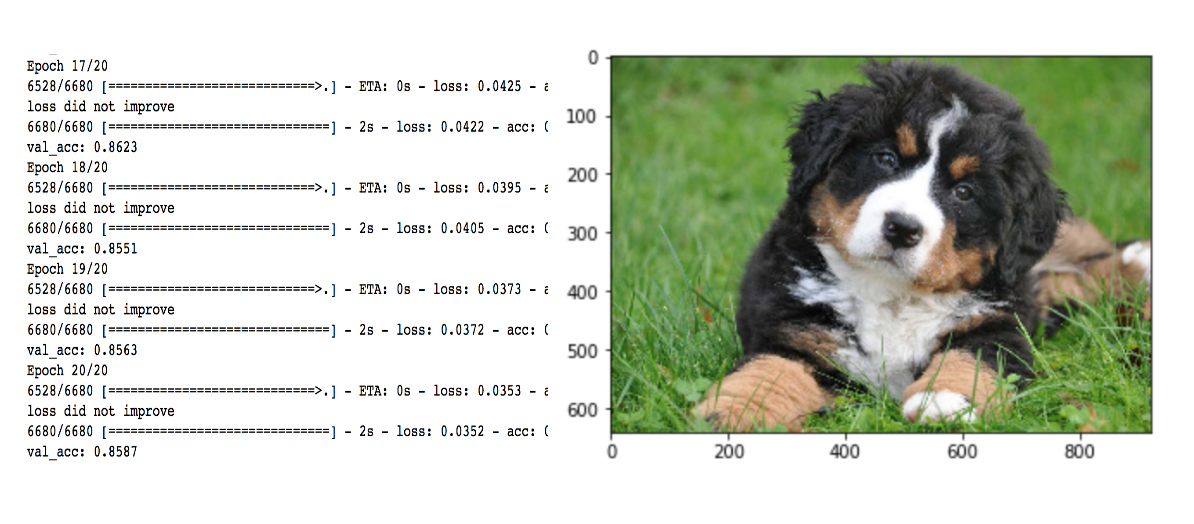 Epoch 17/20
6528/6680 [============================>.] - ETA: 0s - loss: 0.0425 - a
loss did not improve
6680/6680 [==============================] - 2s - loss: 0.0422 - acc: 0
val_acc: 0.8623
Epoch 18/20
6528/6680 [============================>.] - ETA: 0s - loss: 0.0395 - a
loss did not improve
6680/6680 [==============================] - 2s - loss: 0.0405 - acc: 0
val_acc: 0.8551
Epoch 19/20
6528/6680 [============================>.] - ETA: 0s - loss: 0.0373 - a
loss did not improve
6680/6680 [==============================] - 2s - loss: 0.0372 - acc: 0
val_acc: 0.8563
Epoch 20/20
6528/6680 [============================>.] - ETA: 0s - loss: 0.0353 - a
loss did not improve
6680/6680 [==============================] - 2s - loss: 0.0352 - acc: 0
val_acc: 0.8587
0
100
200
300
400
500
600
0 200 400 600 800